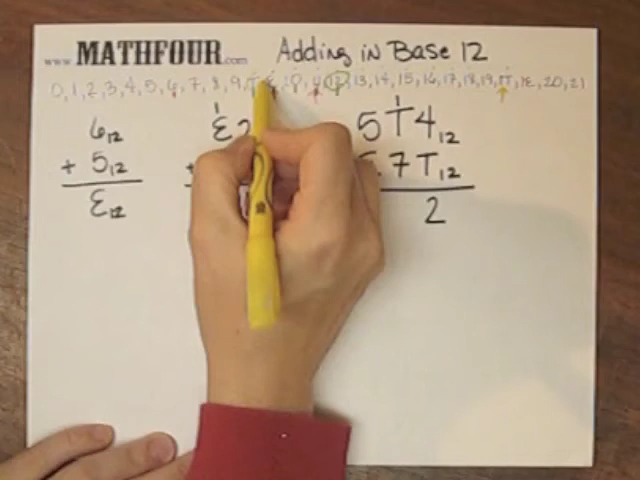 www.MATHFOUR.com Adding in Base 12
0, 1, 2, 3, 4, 5, 6, 7, 8, 9, T, Ɛ, 10, 11, 12, 13, 14, 15, 16, 17, 18, 19, 1T, 1Ɛ, 20, 21
1 1
6₁₂ Ɛ2 5T4₁₂
+ 5₁₂ + 7T₁₂
Ɛ₁₂ 2